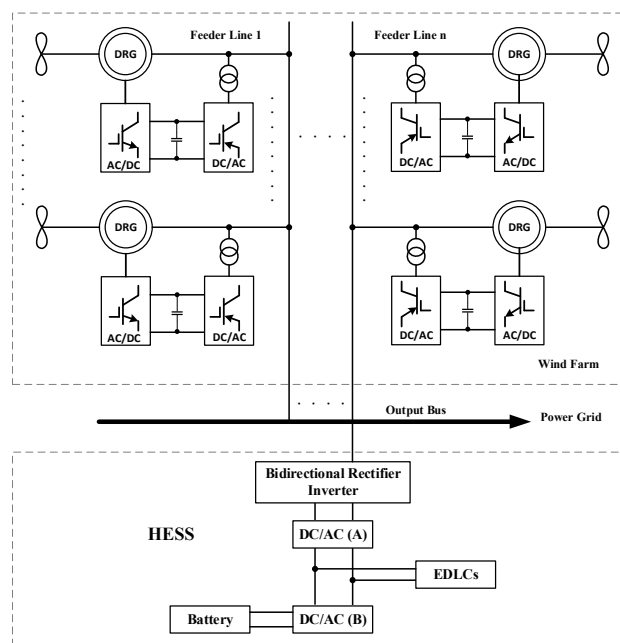 Feeder Line 1
Feeder Line n
DRG
DRG
AC/DC
DC/AC
DC/AC
AC/DC
DRG
DRG
AC/DC
DC/AC
DC/AC
AC/DC
Wind Farm
Output Bus
Power Grid
Bidirectional Rectifier
Inverter
HESS
DC/AC (A)
EDLCs
Battery
DC/AC (B)